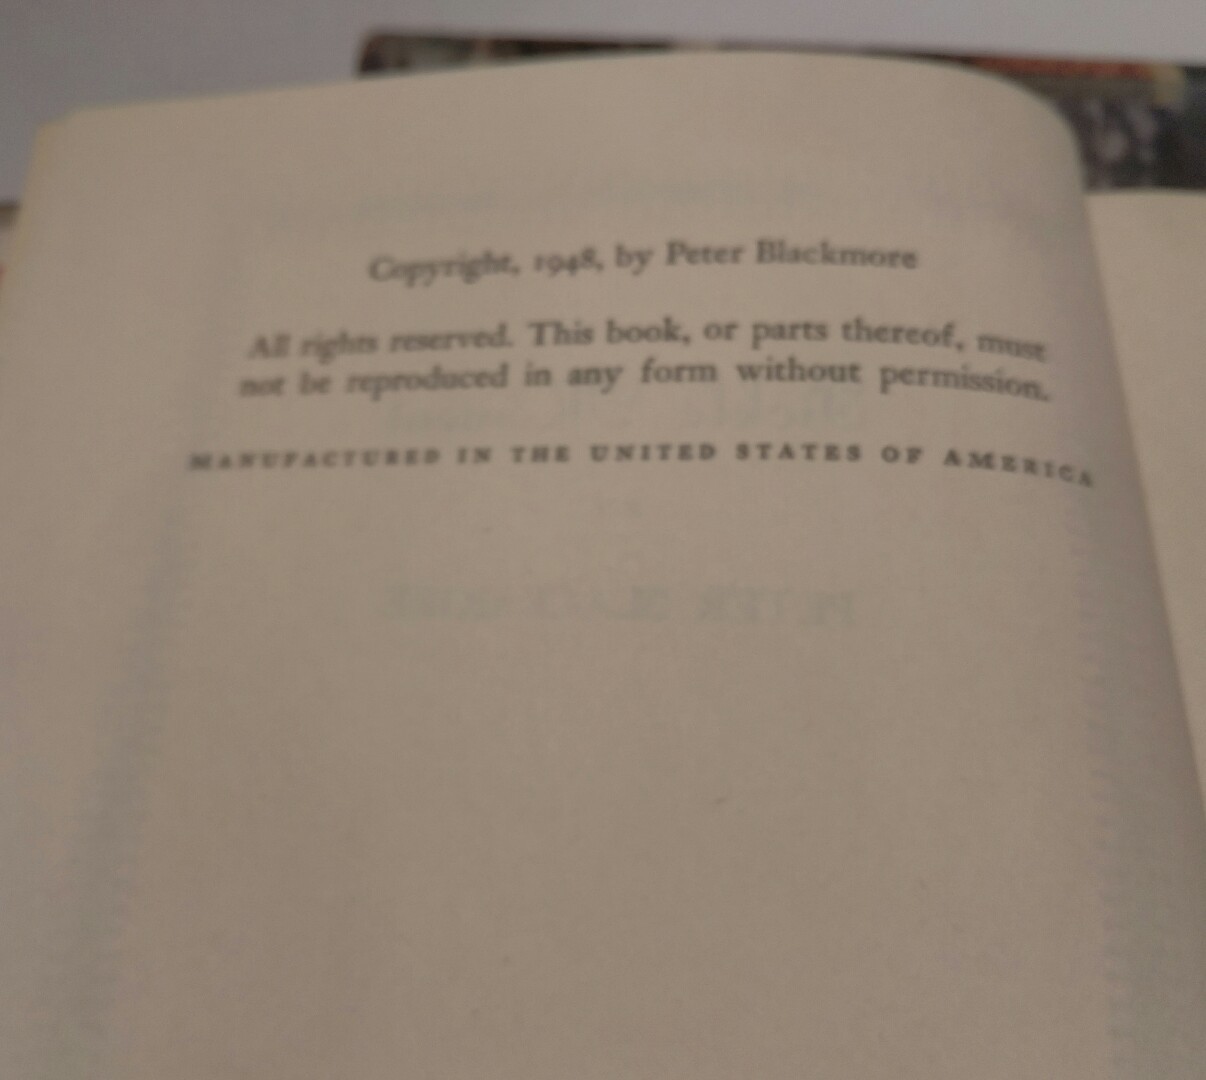 Copyright, 1948, by Peter Blackmore
All rights reserved. This book, or parts thereof, must
not be reproduced in any form without permission.
MANUFACTURED IN THE UNITED STATES OF AMERICA